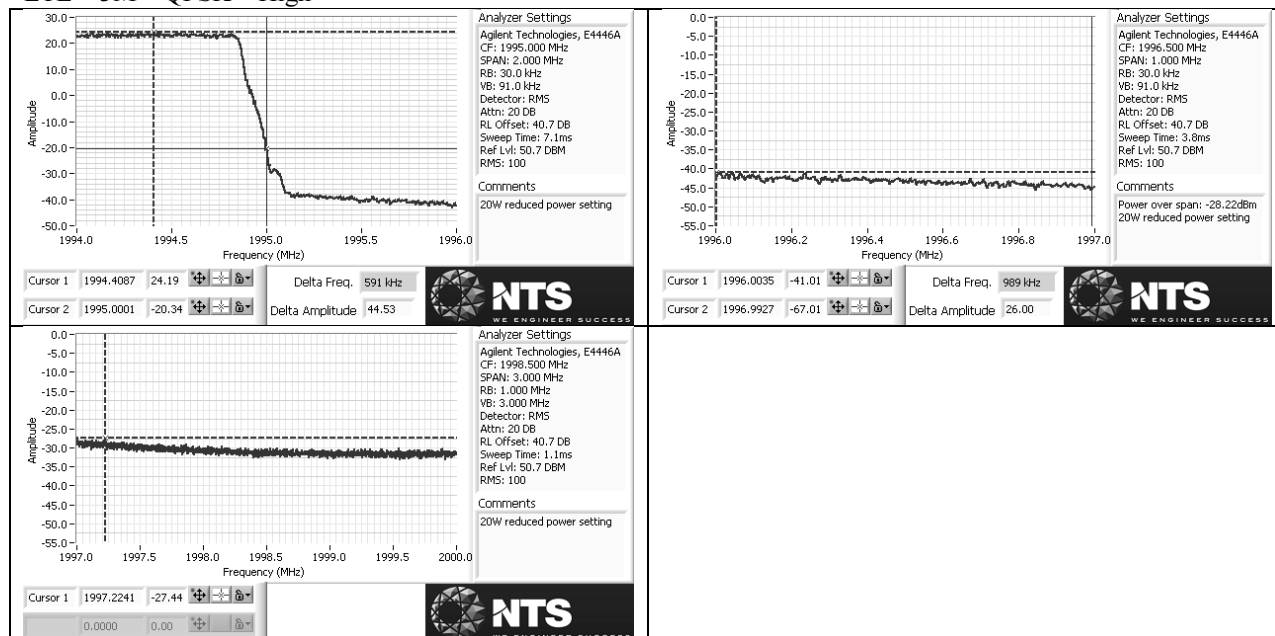 LTE – 5M – QPSK – High
30.0
20.0
10.0
0.0
-10.0
-20.0
-30.0
-40.0
-50.0
Amplitude
1994.0 1994.5 1995.0 1995.5 1996.0
Frequency (MHz)
Analyzer Settings
Agilent Technologies, E4446A
CF: 1995.000 MHz
SPAN: 2.000 MHz
RB: 30.0 kHz
VB: 91.0 kHz
Detector: RMS
Attn: 20 DB
RL Offset: 40.7 DB
Sweep Time: 7.1ms
Ref Lvl: 50.7 DBM
RMS: 100
Comments
20W reduced power setting
Cursor 1 1994.4087 24.19
Cursor 2 1995.0001 -20.34
Delta Freq. 591 kHz
Delta Amplitude 44.53
NTS
WE ENGINEER SUCCESS
0.0
-5.0
-10.0
-15.0
-20.0
-25.0
-30.0
-35.0
-40.0
-45.0
-50.0
-55.0
Amplitude
1996.0 1996.2 1996.4 1996.6 1996.8 1997.0
Frequency (MHz)
Analyzer Settings
Agilent Technologies, E4446A
CF: 1996.500 MHz
SPAN: 1.000 MHz
RB: 30.0 kHz
VB: 91.0 kHz
Detector: RMS
Attn: 20 DB
RL Offset: 40.7 DB
Sweep Time: 3.8ms
Ref Lvl: 50.7 DBM
RMS: 100
Comments
Power over span: -28.22dBm
20W reduced power setting
Cursor 1 1996.0035 -41.01
Cursor 2 1996.9927 -67.01
Delta Freq. 989 kHz
Delta Amplitude 26.00
NTS
WE ENGINEER SUCCESS
0.0
-5.0
-10.0
-15.0
-20.0
-25.0
-30.0
-35.0
-40.0
-45.0
-50.0
-55.0
Amplitude
1997.0 1997.5 1998.0 1998.5 1999.0 1999.5 2000.0
Frequency (MHz)
Analyzer Settings
Agilent Technologies, E4446A
CF: 1998.500 MHz
SPAN: 3.000 MHz
RB: 1.000 MHz
VB: 3.000 MHz
Detector: RMS
Attn: 20 DB
RL Offset: 40.7 DB
Sweep Time: 1.1ms
Ref Lvl: 50.7 DBM
RMS: 100
Comments
20W reduced power setting
Cursor 1 1997.2241 -27.44
0.0000 0.00
NTS
WE ENGINEER SUCCESS